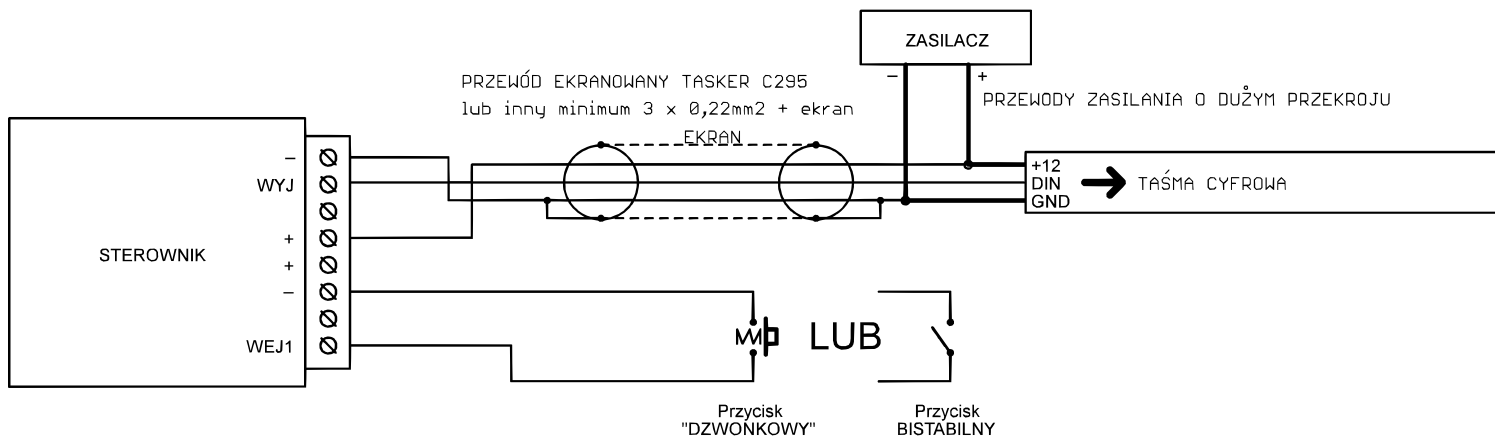 ZASILACZ
– +
PRZEWÓD EKRANOWANY TASKER C295
lub inny minimum 3 x 0,22mm2 + ekran
EKRAN
PRZEWODY ZASILANIA O DUŻYM PRZEKROJU
STEROWNIK
–
WYJ
+
+
–
WEJ1
+12
DIN
GND
TAŚMA CYFROWA
LUB
Przycisk
"DZWONKOWY"
Przycisk
BISTABILNY